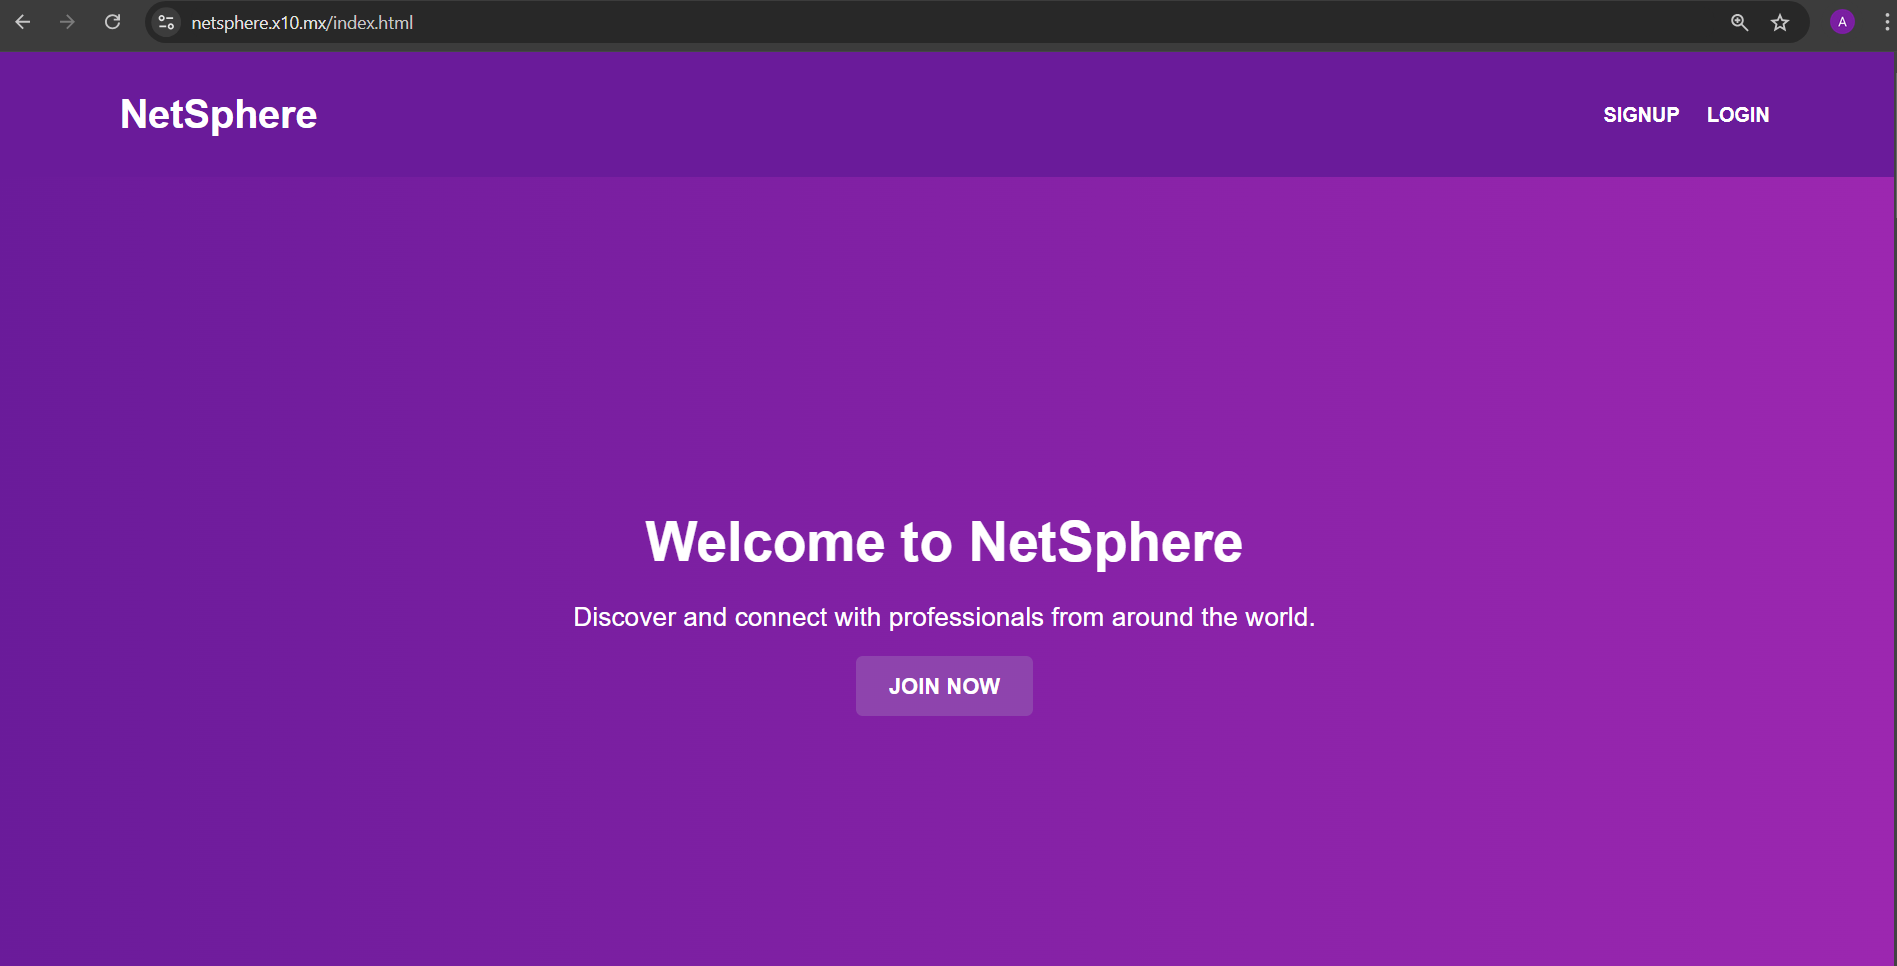 netsphere.x10.mx/index.html
A
NetSphere
SIGNUP LOGIN
Welcome to NetSphere
Discover and connect with professionals from around the world.
JOIN NOW